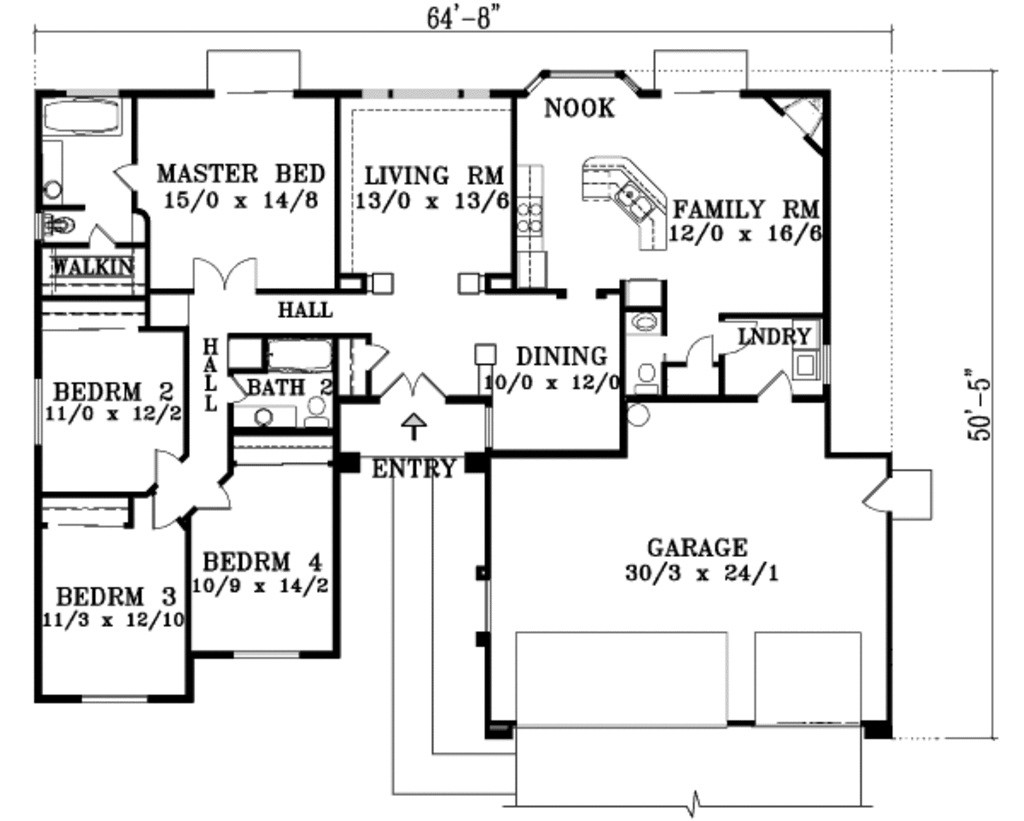 64'-8"
NOOK
MASTER BED
15/0 x 14/8
LIVING RM
13/0 x 13/6
FAMILY RM
12/0 x 16/6
WALKIN
HALL
LNDRY
HALL
DINING
10/0 x 12/0
BEDRM 2
11/0 x 12/2
BATH 2
50'-5"
ENTRY
GARAGE
30/3 x 24/1
BEDRM 4
10/9 x 14/2
BEDRM 3
11/3 x 12/10